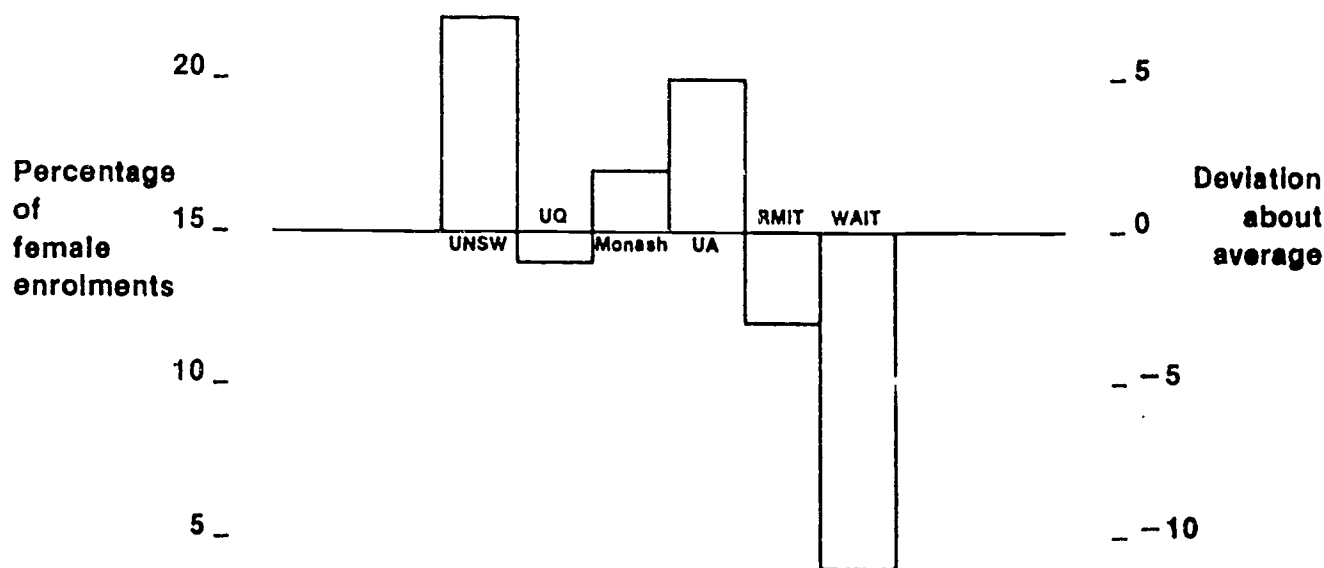 20
5
Percentage
of
female
enrolments
Deviation
about
average
15
0
UQ
RMIT
WAIT
UNSW
Monash
UA
10
−5
5
−10